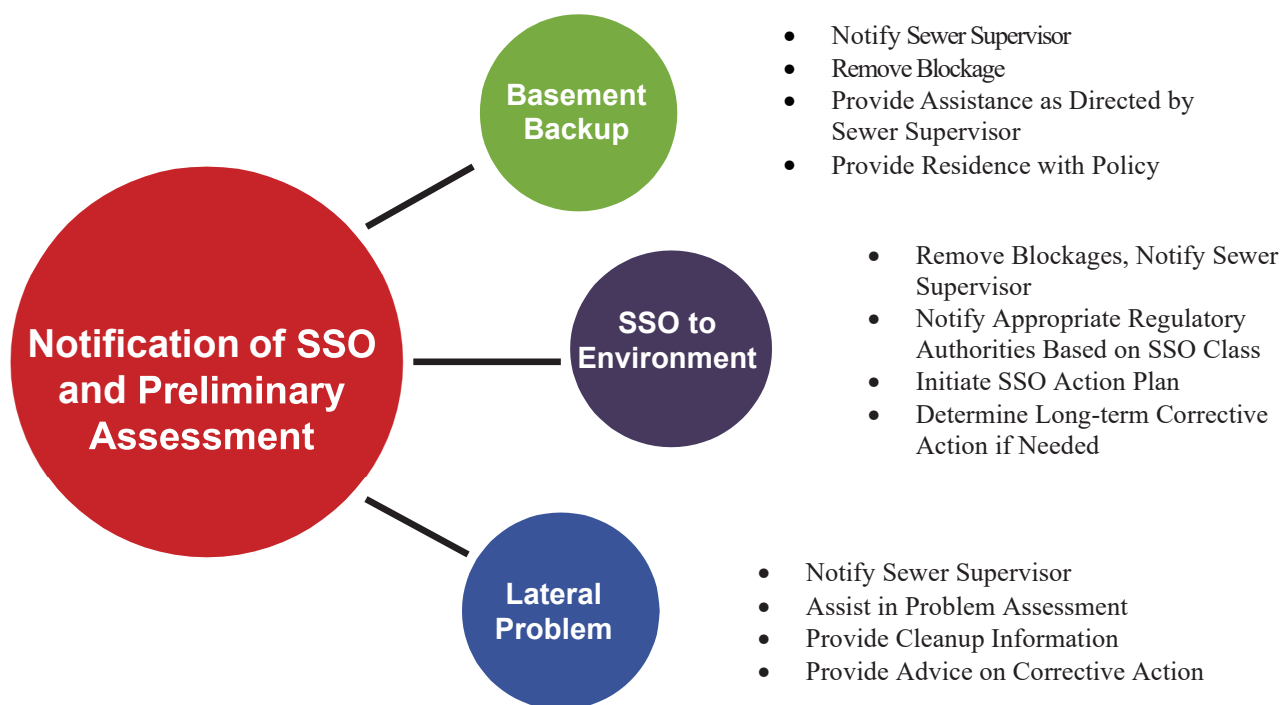 Notification of SSO
and Preliminary
Assessment
Basement
Backup
• Notify Sewer Supervisor
• Remove Blockage
• Provide Assistance as Directed by
Sewer Supervisor
• Provide Residence with Policy
SSO to
Environment
• Remove Blockages, Notify Sewer
Supervisor
• Notify Appropriate Regulatory
Authorities Based on SSO Class
• Initiate SSO Action Plan
• Determine Long-term Corrective
Action if Needed
Lateral
Problem
• Notify Sewer Supervisor
• Assist in Problem Assessment
• Provide Cleanup Information
• Provide Advice on Corrective Action